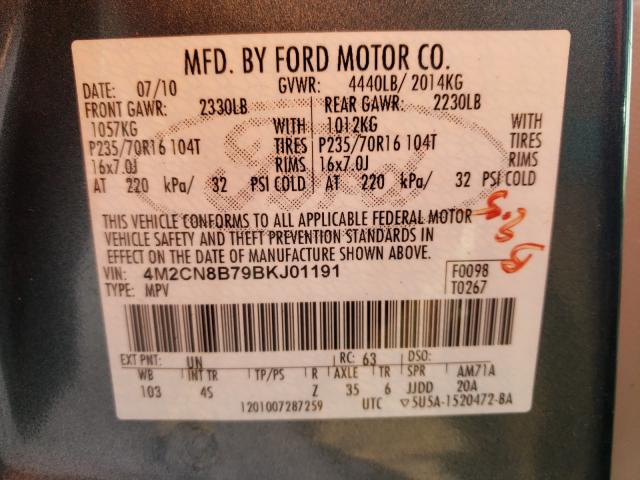 MFD. BY FORD MOTOR CO.
DATE: 07/10 GVWR: 4440LB/ 2014KG
FRONT GAWR: 2330LB REAR GAWR: 2230LB
1057KG 1012KG
P235/70R16 104T TIRES P235/70R16 104T TIRES
16x7.0J RIMS 16x7.0J RIMS
AT 220 kPa/ 32 PSI COLD AT 220 kPa/ 32 PSI COLD
THIS VEHICLE CONFORMS TO ALL APPLICABLE FEDERAL MOTOR
VEHICLE SAFETY AND THEFT PREVENTION STANDARDS IN
EFFECT ON THE DATE OF MANUFACTURE SHOWN ABOVE.
VIN: 4M2CN8B79BKJ01191 F0098
TYPE: MPV T0267
EXT PNT: UN RC: 63 DSO:
WB INT TR TP/PS R AXLE TR SPR AM71A
103 4S Z 35 6 JJDD 20A
1201007287259 UTC ▽5U5A-1520472-BA
Ford